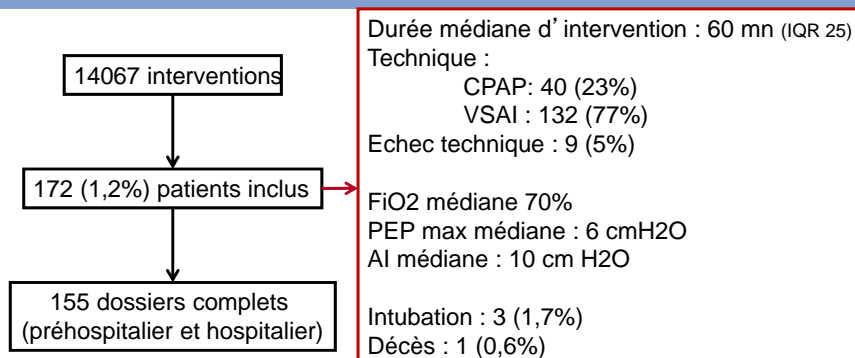 14067 interventions
172 (1,2%) patients inclus
155 dossiers complets
(préhospitalier et hospitalier)
Durée médiane d'intervention : 60 mn (IQR 25)
Technique :
CPAP: 40 (23%)
VSAI : 132 (77%)
Echec technique : 9 (5%)
FiO2 médiane 70%
PEP max médiane : 6 cmH2O
AI médiane : 10 cm H2O
Intubation : 3 (1,7%)
Décès : 1 (0,6%)